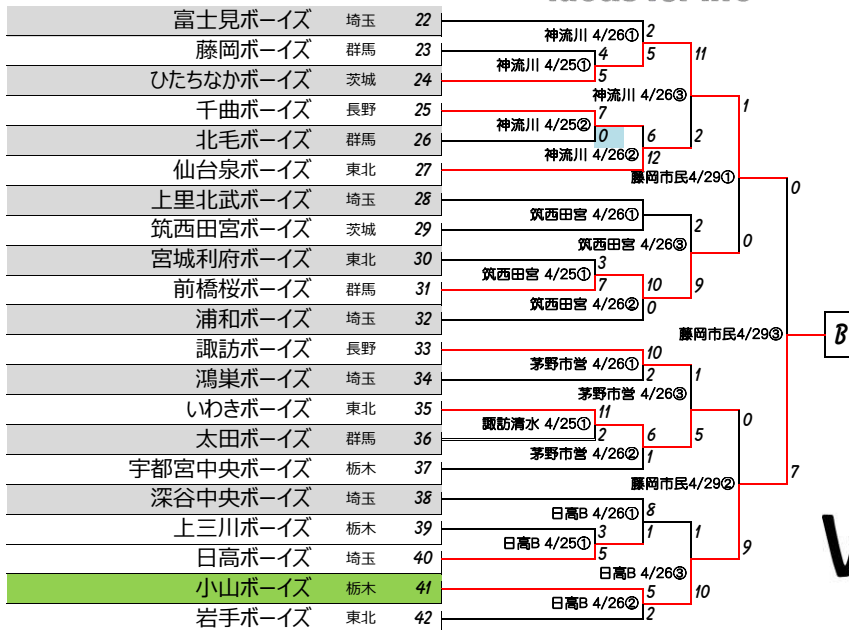 富士見ボーイズ 埼玉 22
藤岡ボーイズ 群馬 23
ひたちなかボーイズ 茨城 24
千曲ボーイズ 長野 25
北毛ボーイズ 群馬 26
仙台泉ボーイズ 東北 27
上里北武ボーイズ 埼玉 28
筑西田宮ボーイズ 茨城 29
宮城利府ボーイズ 東北 30
前橋桜ボーイズ 群馬 31
浦和ボーイズ 埼玉 32
諏訪ボーイズ 長野 33
鴻巣ボーイズ 埼玉 34
いわきボーイズ 東北 35
太田ボーイズ 群馬 36
宇都宮中央ボーイズ 栃木 37
深谷中央ボーイズ 埼玉 38
上三川ボーイズ 栃木 39
日高ボーイズ 埼玉 40
小山ボーイズ 栃木 41
岩手ボーイズ 東北 42
神流川 4/25① 4 5
神流川 4/25② 7 0
筑西田宮 4/25① 3 7
諏訪清水 4/25① 11 2
日高B 4/25① 3 5
神流川 4/26① 2 5
神流川 4/26② 6 12
筑西田宮 4/26①
筑西田宮 4/26② 10 0
茅野市営 4/26① 10 2
茅野市営 4/26② 6 1
日高B 4/26① 8 1
日高B 4/26② 5 2
神流川 4/26③ 11 2
筑西田宮 4/26③ 2 9
茅野市営 4/26③ 1 5
日高B 4/26③ 1 10
藤岡市民4/29① 1 0
藤岡市民4/29② 0 9
藤岡市民4/29③ 0 7
B